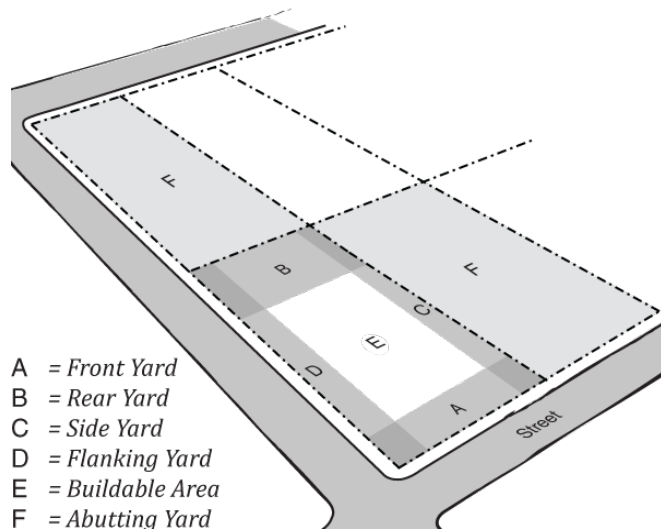 F
B
F
C
E
D
A
Street
A = Front Yard
B = Rear Yard
C = Side Yard
D = Flanking Yard
E = Buildable Area
F = Abutting Yard